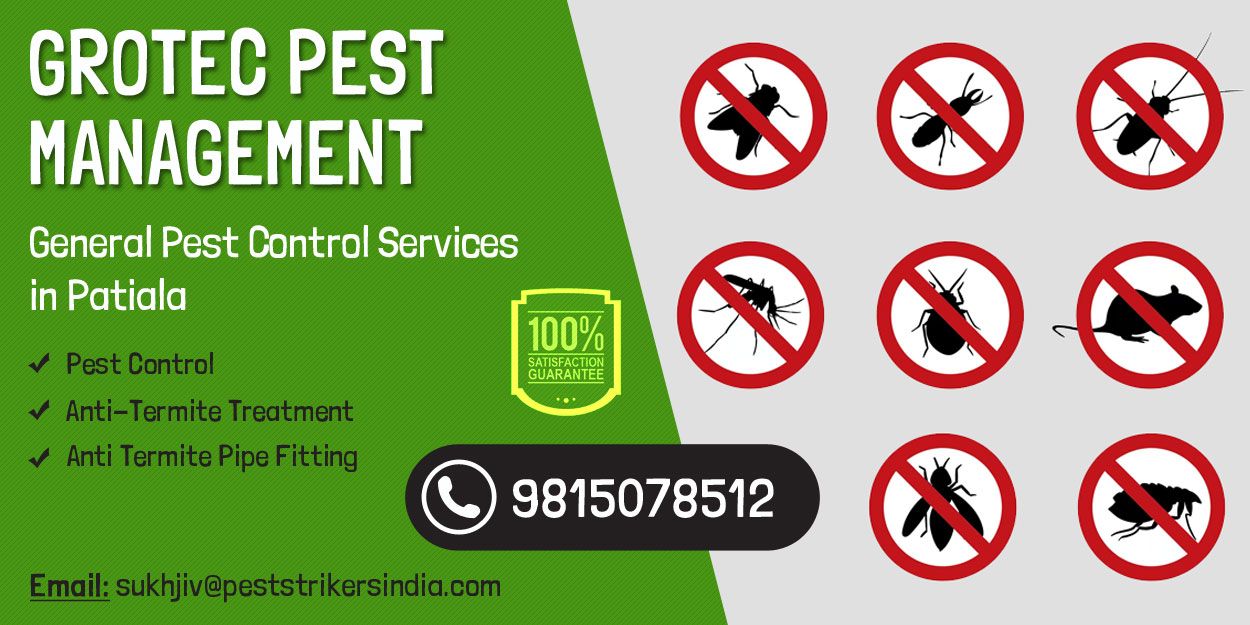 GROTEC PEST
MANAGEMENT
General Pest Control Services
in Patiala
Pest Control
Anti-Termite Treatment
Anti Termite Pipe Fitting
100%
SATISFACTION
GUARANTEE
9815078512
Email: sukhjiv@peststrikersindia.com